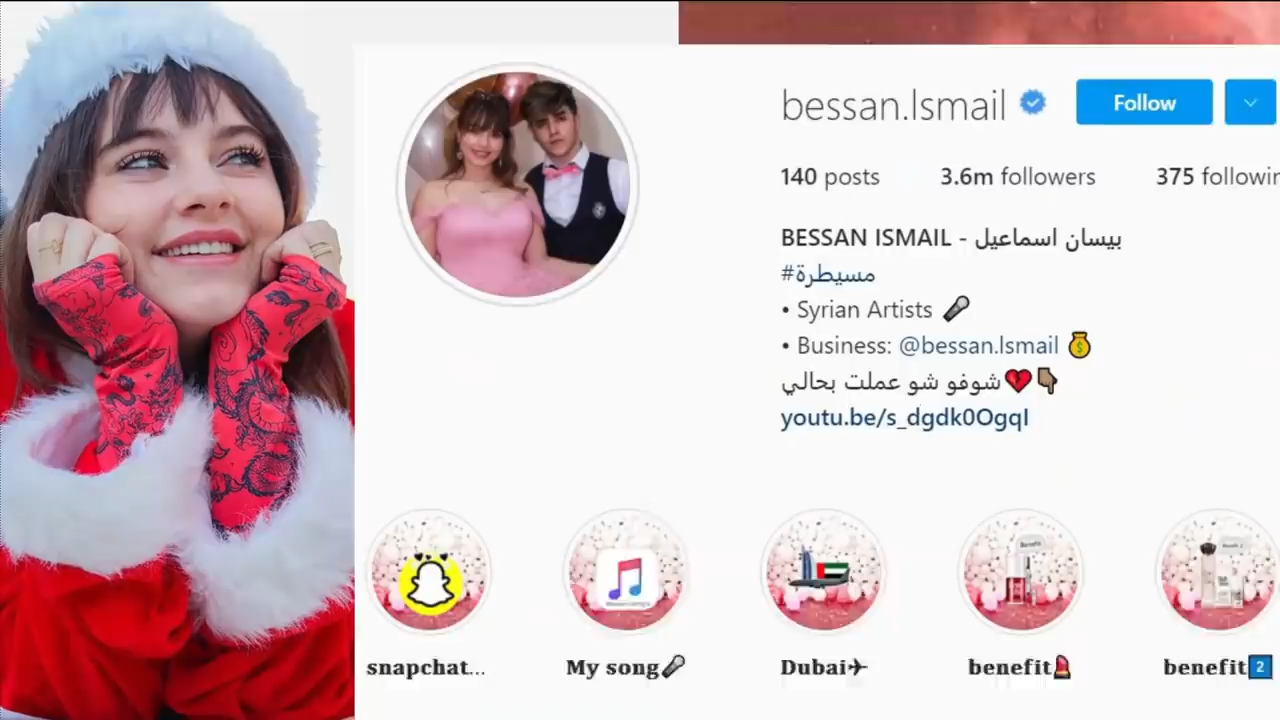 bessan.lsmail
Follow
140 posts 3.6m followers 375 followin
BESSAN ISMAIL - بيسان اسماعيل
#مسيطرة
• Syrian Artists 🎤
• Business: @bessan.lsmail 💰
شوفو شو عملت بحالي💔👇🏽
youtu.be/s_dgdk0OgqI
snapchat... My song🎤 Dubai✈ benefit💄 benefit2️⃣